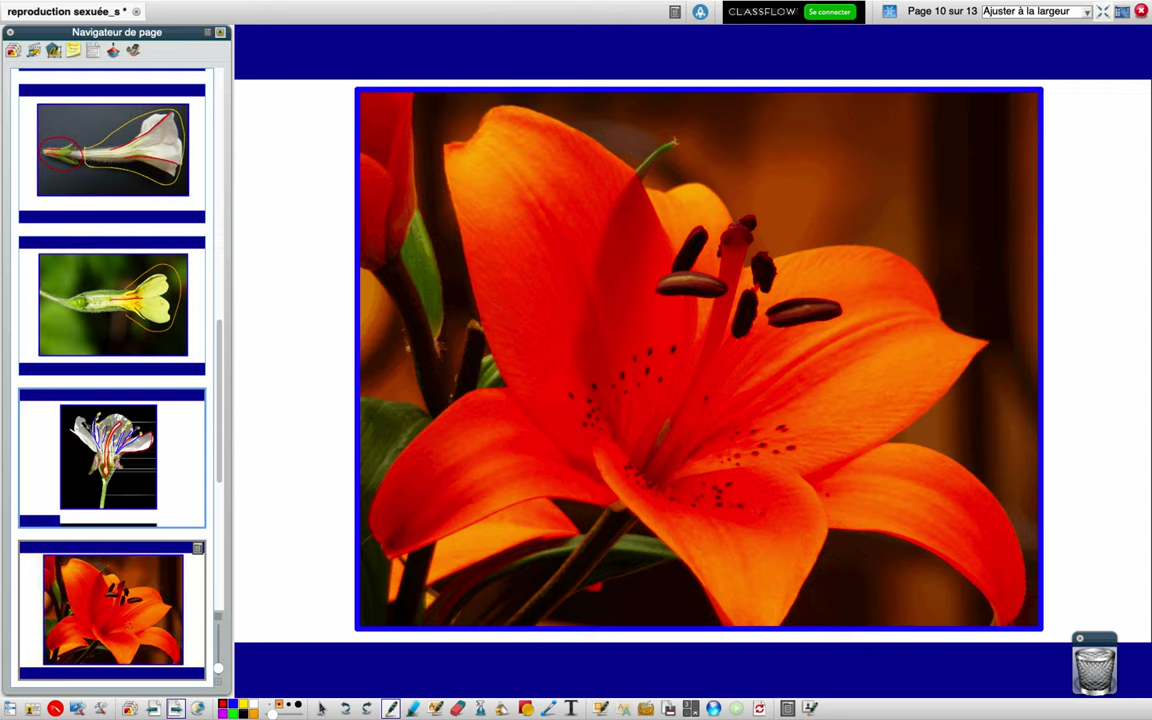 reproduction sexuée_s *
CLASSFLOW
Se connecter
Page 10 sur 13
Ajuster à la largeur
Navigateur de page